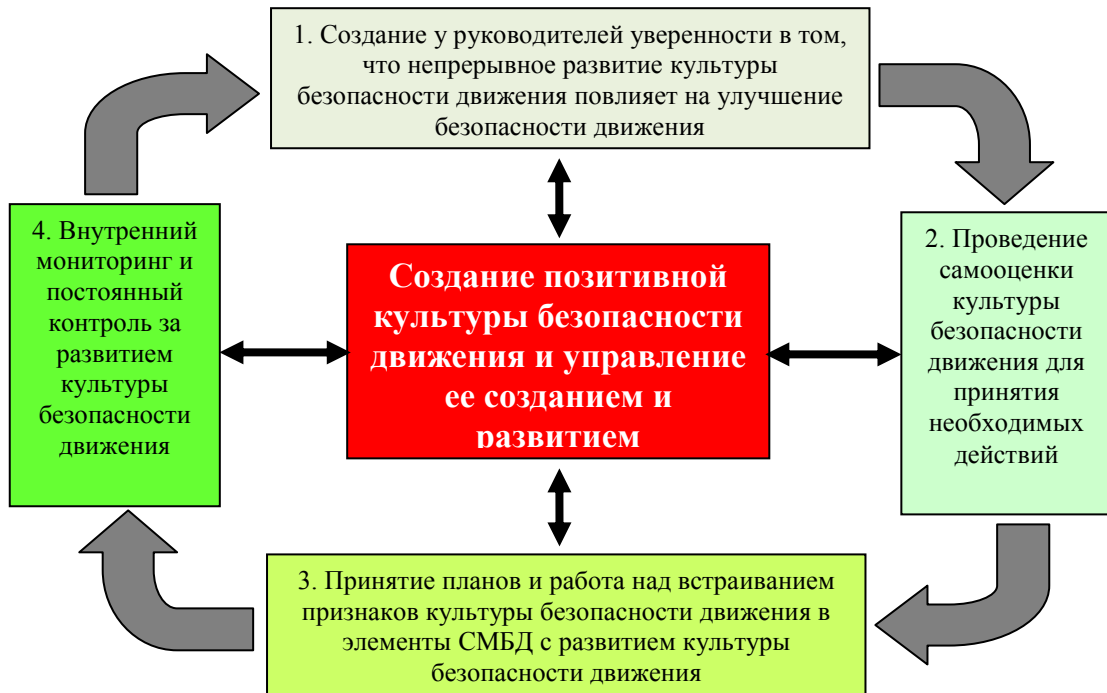 1. Создание у руководителей уверенности в том,
что непрерывное развитие культуры
безопасности движения повлияет на улучшение
безопасности движения
2. Проведение
самооценки
культуры
безопасности
движения для
принятия
необходимых
действий
3. Принятие планов и работа над встраиванием
признаков культуры безопасности движения в
элементы СМБД с развитием культуры
безопасности движения
4. Внутренний
мониторинг и
постоянный
контроль за
развитием
культуры
безопасности
движения
Создание позитивной
культуры безопасности
движения и управление
ее созданием и
развитием